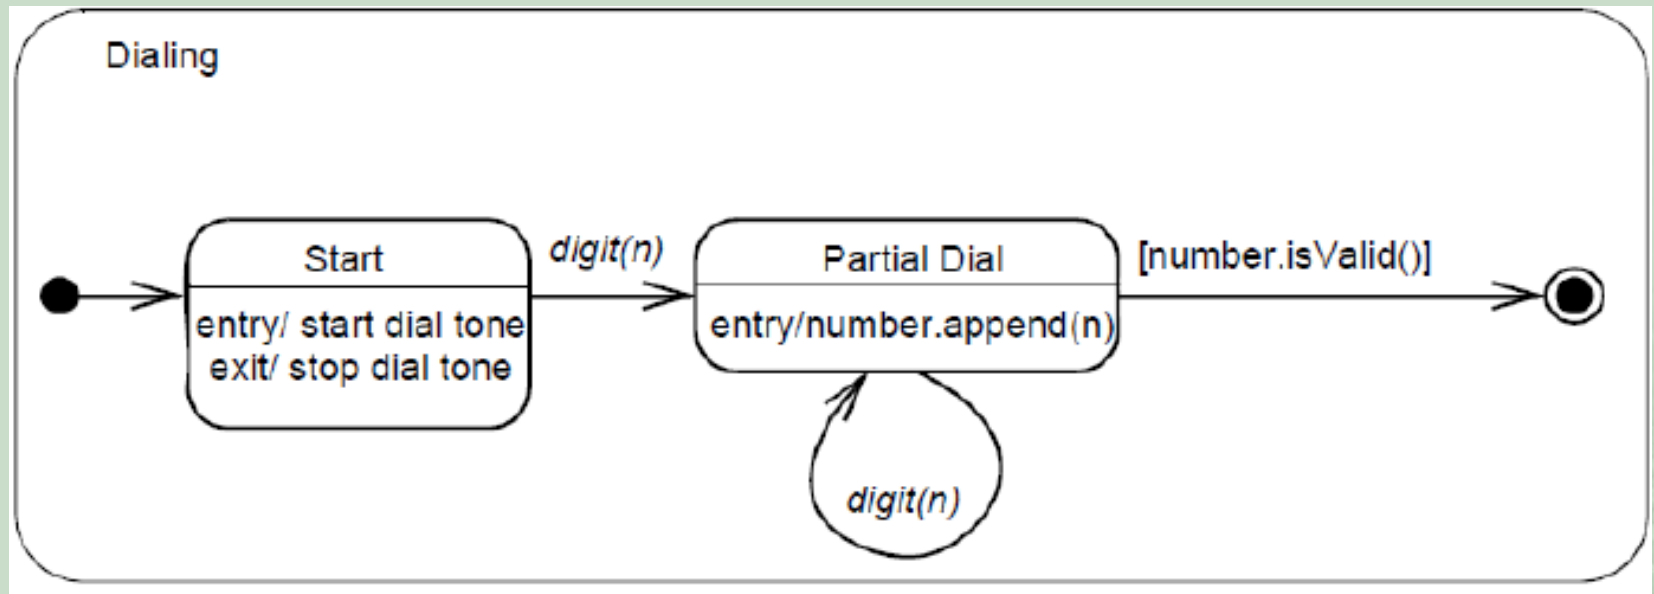 Dialing
Start
entry/ start dial tone
exit/ stop dial tone
digit(n)
Partial Dial
entry/number.append(n)
digit(n)
[number.isValid()]